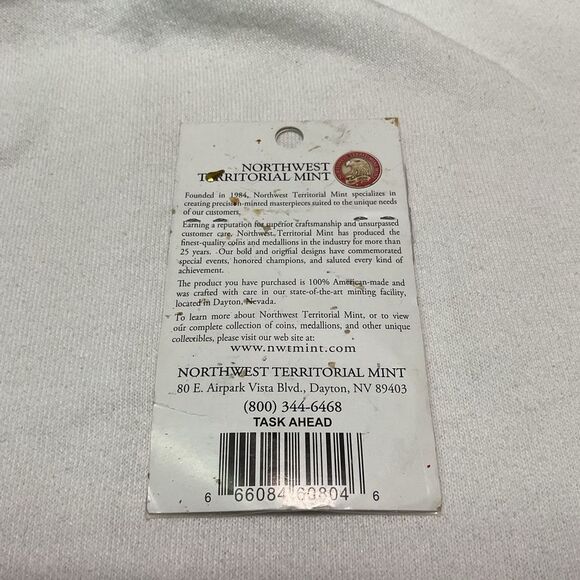 NORTHWEST
TERRITORIAL MINT
Founded in 1984, Northwest Territorial Mint specializes in
creating precision-minted masterpieces suited to the unique needs
of our customers.
Earning a reputation for superior craftsmanship and unsurpassed
customer care. Northwest Territorial Mint has produced the
finest-quality coins and medallions in the industry for more than
25 years. Our bold and original designs have commemorated
special events, honored champions, and saluted every kind of
achievement.
The product you have purchased is 100% American-made and
was crafted with care in our state-of-the-art minting facility,
located in Dayton, Nevada.
To learn more about Northwest Territorial Mint, or to view
our complete collection of coins, medallions, and other unique
collectibles, please visit our web site at:
www.nwtmint.com
NORTHWEST TERRITORIAL MINT
80 E. Airpark Vista Blvd., Dayton, NV 89403
(800) 344-6468
TASK AHEAD
6 66084 60804 6